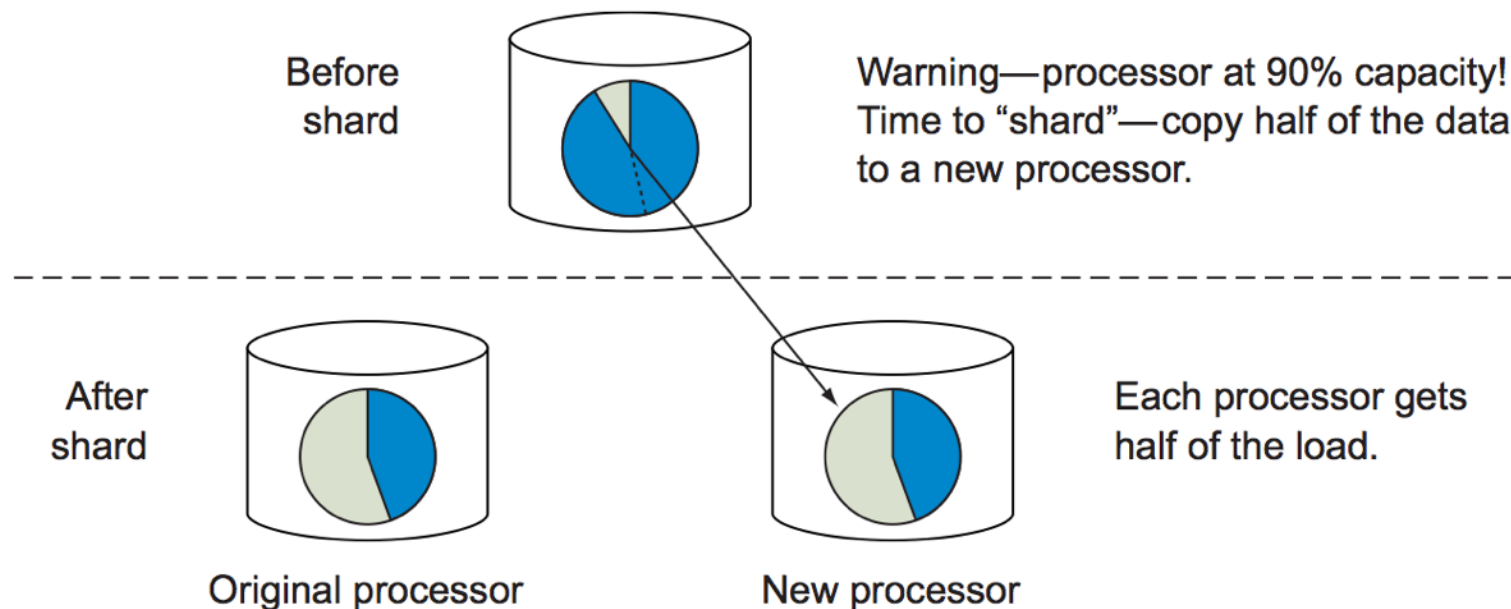 Before
shard
Warning—processor at 90% capacity!
Time to “shard”—copy half of the data
to a new processor.
After
shard
Each processor gets
half of the load.
Original processor
New processor